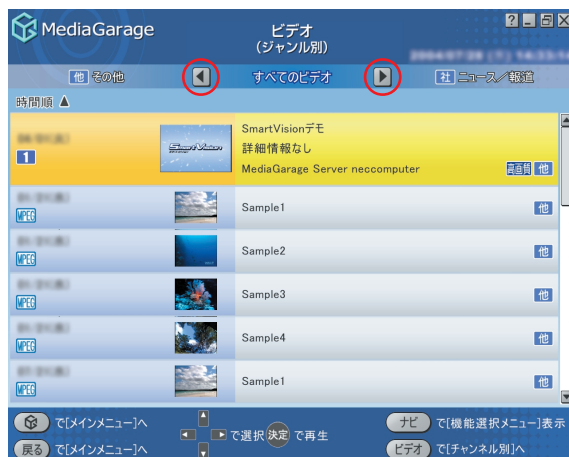 MediaGarage
ビデオ
(ジャンル別)
他 その他
すべてのビデオ
社 ニュース/報道
時間順 ▲
SmartVisionデモ
1
SmartVision
詳細情報なし
MediaGarage Server neccomputer
高画質 他
MPEG
Sample1
他
MPEG
Sample2
他
MPEG
Sample3
他
MPEG
Sample4
他
MPEG
Sample1
他
で[メインメニュー]へ
で選択 決定 で再生
ナビ で[機能選択メニュー]表示
戻る で[メインメニュー]へ
ビデオ で[チャンネル別]へ